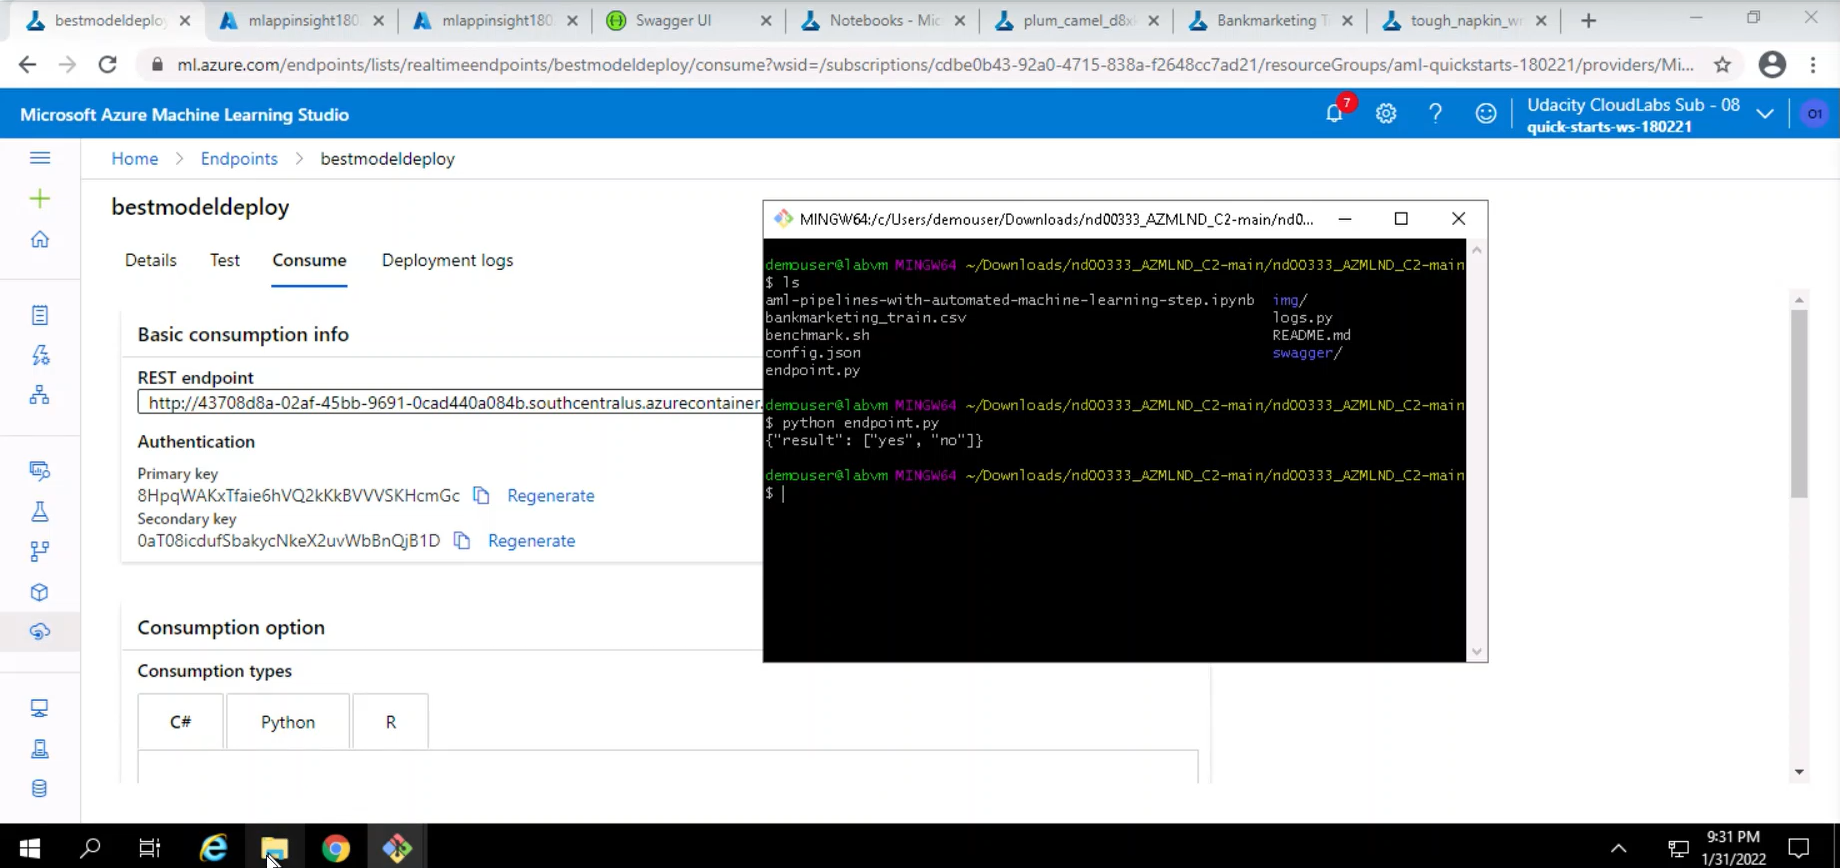 bestmodeldeploy
mlappinsight180
mlappinsight180
Swagger UI
Notebooks - Mic
plum_camel_d8x
Bankmarketing T
tough_napkin_w
ml.azure.com/endpoints/lists/realtimeendpoints/bestmodeldeploy/consume?wsid=/subscriptions/cdbe0b43-92a0-4715-838a-f2648cc7ad21/resourceGroups/aml-quickstarts-180221/providers/Mi...
Microsoft Azure Machine Learning Studio
7
Udacity CloudLabs Sub - 08
quick-starts-ws-180221
O1
Home > Endpoints > bestmodeldeploy
bestmodeldeploy
Details Test Consume Deployment logs
Basic consumption info
REST endpoint
http://43708d8a-02af-45bb-9691-0cad440a084b.southcentralus.azurecontainer.
Authentication
Primary key
8HpqWAKxTfaie6hVQ2kKkBVVVSKHcmGc Regenerate
Secondary key
0aT08icdufSbakycNkeX2uvWbBnQjB1D Regenerate
Consumption option
Consumption types
C# Python R
MINGW64:/c/Users/demouser/Downloads/nd00333_AZMLND_C2-main/nd0...
demouser@labvm MINGW64 ~/Downloads/nd00333_AZMLND_C2-main/nd00333_AZMLND_C2-main
$ ls
aml-pipelines-with-automated-machine-learning-step.ipynb img/
bankmarketing_train.csv logs.py
benchmark.sh README.md
config.json swagger/
endpoint.py
demouser@labvm MINGW64 ~/Downloads/nd00333_AZMLND_C2-main/nd00333_AZMLND_C2-main
$ python endpoint.py
{"result": ["yes", "no"]}
demouser@labvm MINGW64 ~/Downloads/nd00333_AZMLND_C2-main/nd00333_AZMLND_C2-main
$
9:31 PM
1/31/2022